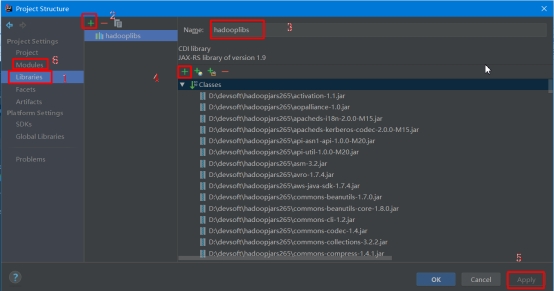 Project Structure
2
Name: hadooplibs 3
hadooplibs
Project Settings
Project
Modules 6
Libraries 1
Facets
Artifacts
Platform Settings
SDKs
Global Libraries
Problems
CDI library
JAX-RS library of version 1.9
4
Classes
D:\devsoft\hadoopjars265\activation-1.1.jar
D:\devsoft\hadoopjars265\aopalliance-1.0.jar
D:\devsoft\hadoopjars265\apacheds-i18n-2.0.0-M15.jar
D:\devsoft\hadoopjars265\apacheds-kerberos-codec-2.0.0-M15.jar
D:\devsoft\hadoopjars265\api-asn1-api-1.0.0-M20.jar
D:\devsoft\hadoopjars265\api-util-1.0.0-M20.jar
D:\devsoft\hadoopjars265\asm-3.2.jar
D:\devsoft\hadoopjars265\avro-1.7.4.jar
D:\devsoft\hadoopjars265\aws-java-sdk-1.7.4.jar
D:\devsoft\hadoopjars265\commons-beanutils-1.7.0.jar
D:\devsoft\hadoopjars265\commons-beanutils-core-1.8.0.jar
D:\devsoft\hadoopjars265\commons-cli-1.2.jar
D:\devsoft\hadoopjars265\commons-codec-1.4.jar
D:\devsoft\hadoopjars265\commons-collections-3.2.2.jar
D:\devsoft\hadoopjars265\commons-compress-1.4.1.jar
5
?
OK
Cancel
Apply